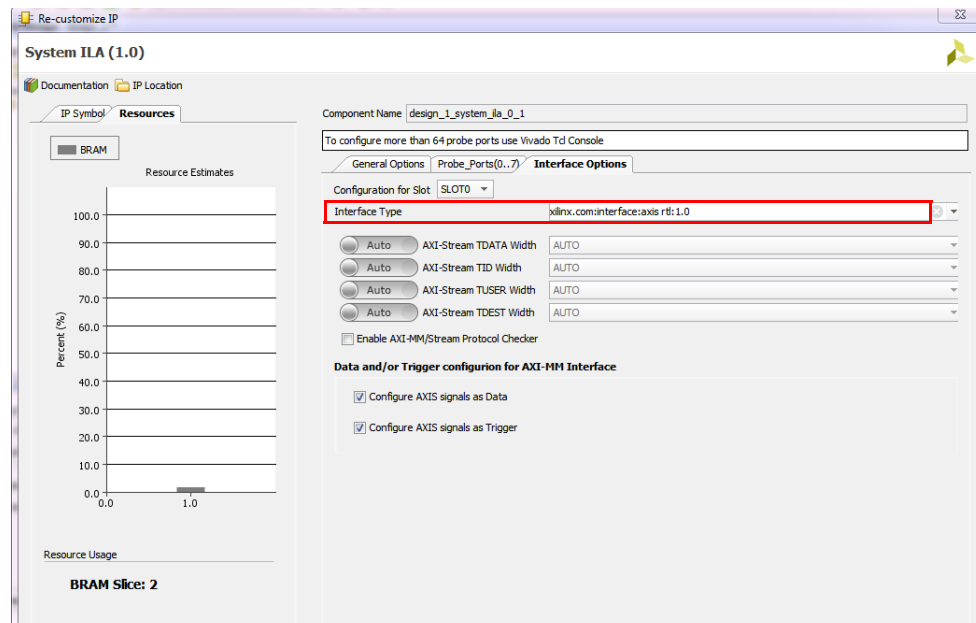 Re-customize IP
System ILA (1.0)
Documentation IP Location
IP Symbol Resources
BRAM
Resource Estimates
100.0
90.0
80.0
70.0
60.0
50.0
40.0
30.0
20.0
10.0
0.0
0.0 1.0
Percent (%)
Resource Usage
BRAM Slice: 2
Component Name design_1_system_ila_0_1
To configure more than 64 probe ports use Vivado Tcl Console
General Options Probe_Ports(0..7) Interface Options
Configuration for Slot SLOT0
Interface Type xilinx.com:interface:axis rtl:1.0
Auto AXI-Stream TDATA Width AUTO
Auto AXI-Stream TID Width AUTO
Auto AXI-Stream TUSER Width AUTO
Auto AXI-Stream TDEST Width AUTO
Enable AXI-MM/Stream Protocol Checker
Data and/or Trigger configurion for AXI-MM Interface
Configure AXIS signals as Data
Configure AXIS signals as Trigger